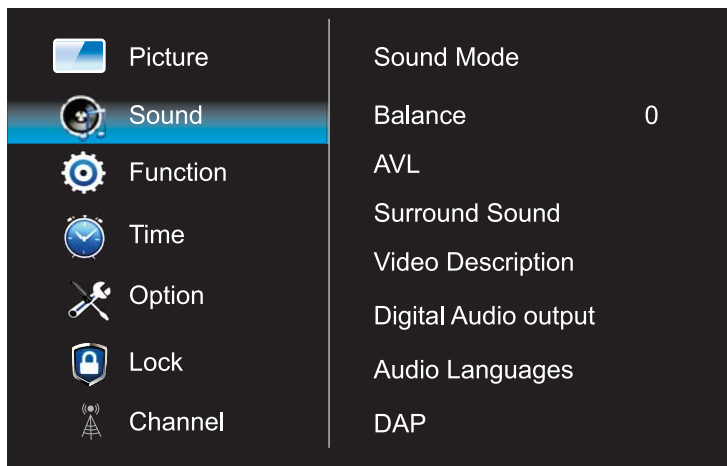 Picture
Sound
Function
Time
Option
Lock
Channel
Sound Mode
Balance 0
AVL
Surround Sound
Video Description
Digital Audio output
Audio Languages
DAP